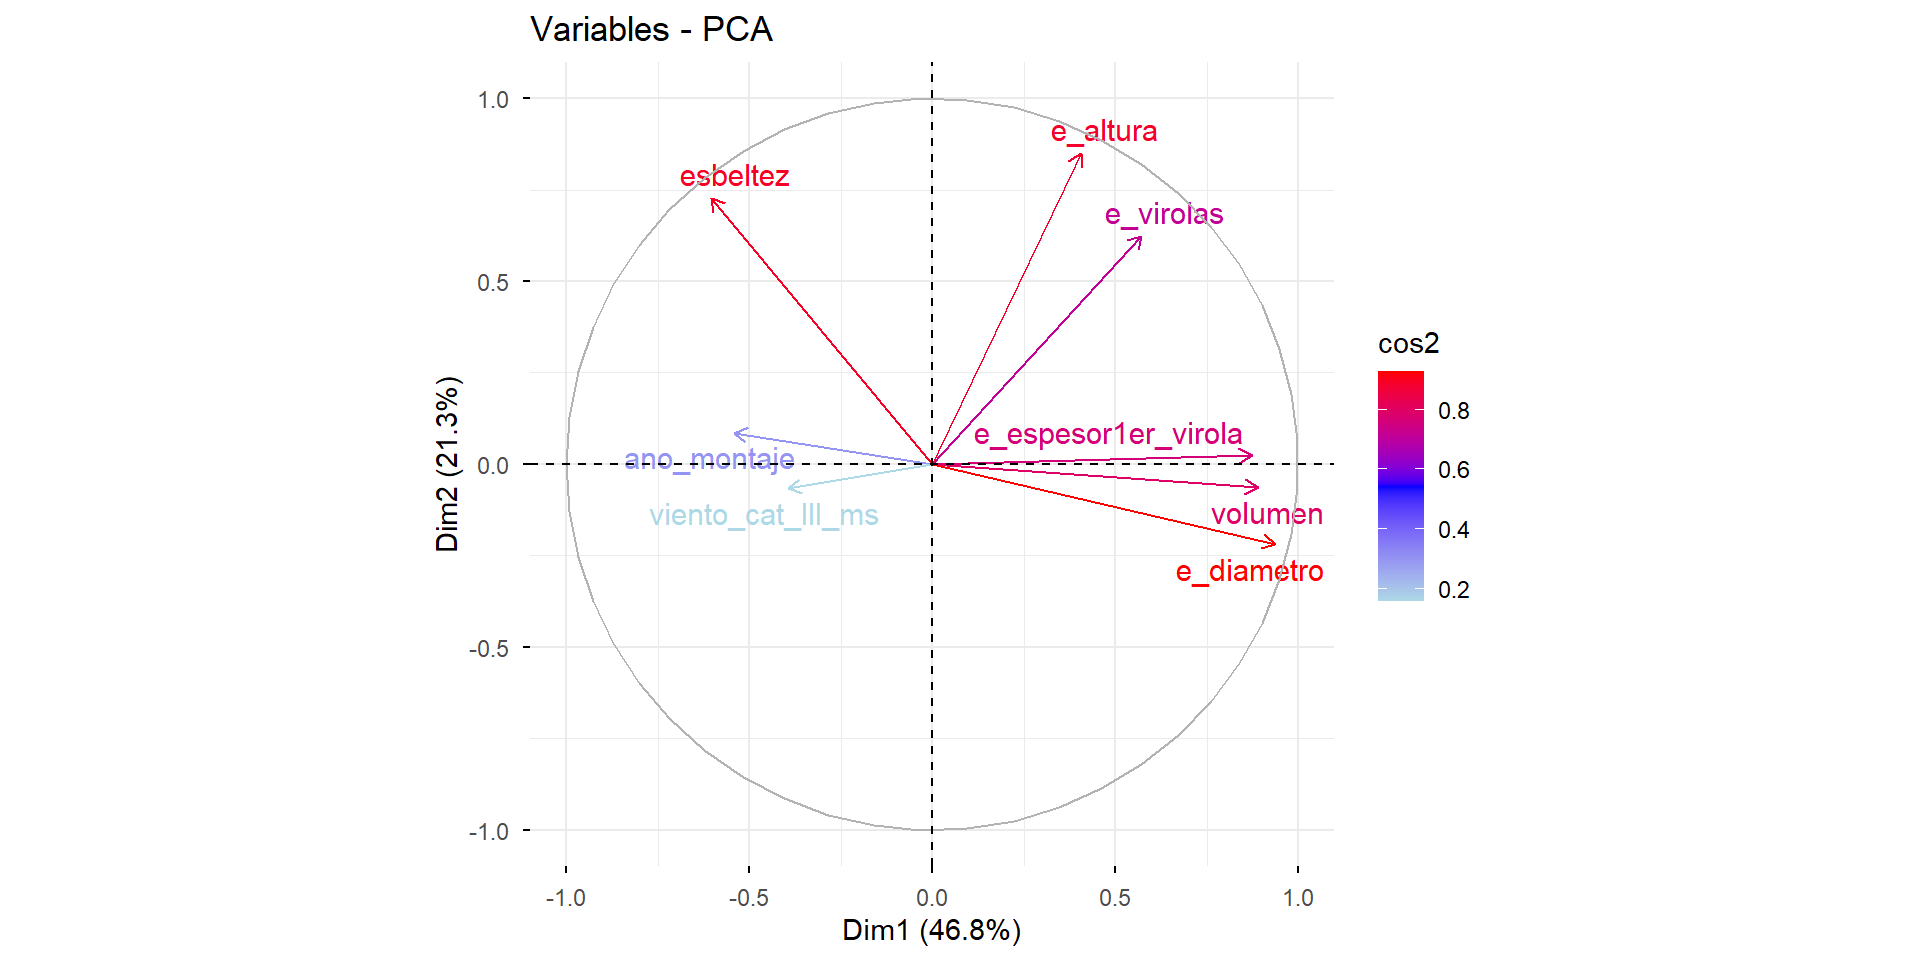 Variables - PCA
1.0
0.5
0.0
-0.5
-1.0
Dim2 (21.3%)
e_altura
esbeltez
e_virolas
e_espesor1er_virola
ano_montaje
viento_cat_III_ms
volumen
e_diametro
-1.0
-0.5
0.0
0.5
1.0
Dim1 (46.8%)
cos2
0.8
0.6
0.4
0.2